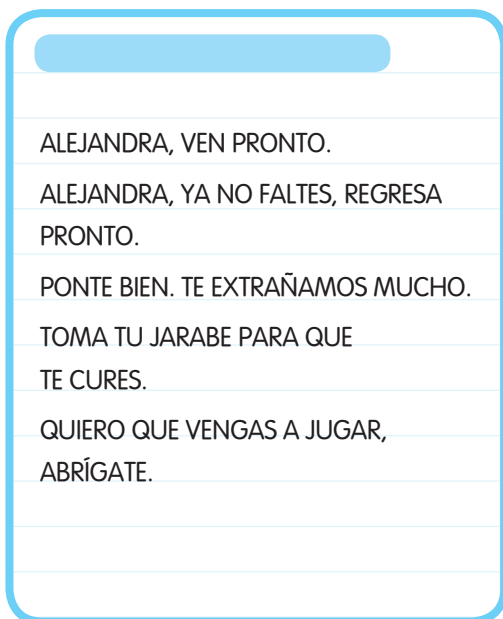 ALEJANDRA, VEN PRONTO.
ALEJANDRA, YA NO FALTES, REGRESA
PRONTO.
PONTE BIEN. TE EXTRAÑAMOS MUCHO.
TOMA TU JARABE PARA QUE
TE CURES.
QUIERO QUE VENGAS A JUGAR,
ABRÍGATE.